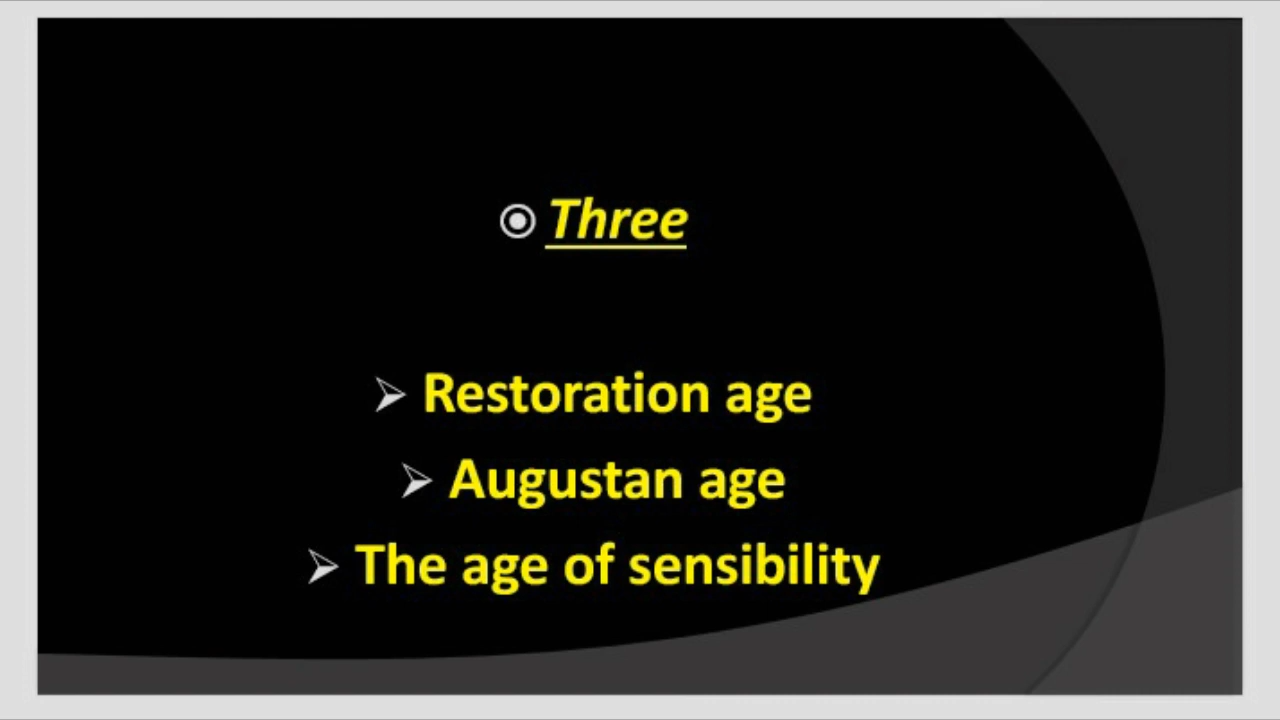 Three
Restoration age
Augustan age
The age of sensibility